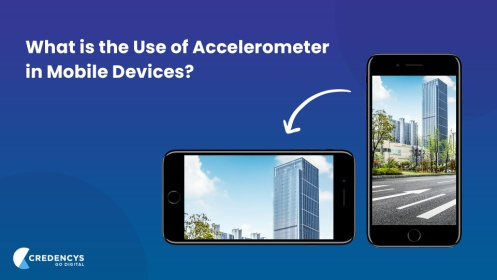 What is the Use of Accelerometer
in Mobile Devices?
CREDENCYS
GO DIGITAL